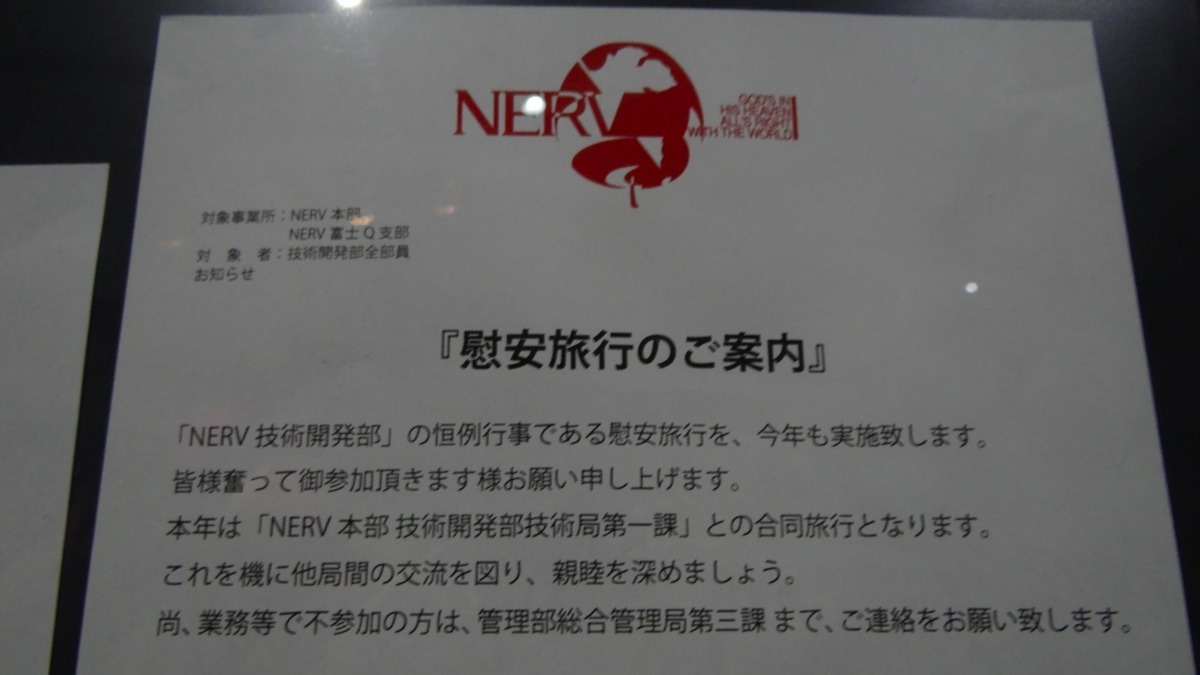 NERV
GOD'S IN
HIS HEAVEN
ALL'S RIGHT
WITH THE WORLD
対象事業所：NERV 本部
NERV 富士Q支部
対 象 者：技術開発部全部員
お知らせ
『慰安旅行のご案内』
「NERV 技術開発部」の恒例行事である慰安旅行を、今年も実施致します。
皆様奮って御参加頂きます様お願い申し上げます。
本年は「NERV 本部 技術開発部技術局第一課」との合同旅行となります。
これを機に他局間の交流を図り、親睦を深めましょう。
尚、業務等で不参加の方は、管理部総合管理局第三課 まで、ご連絡をお願い致します。